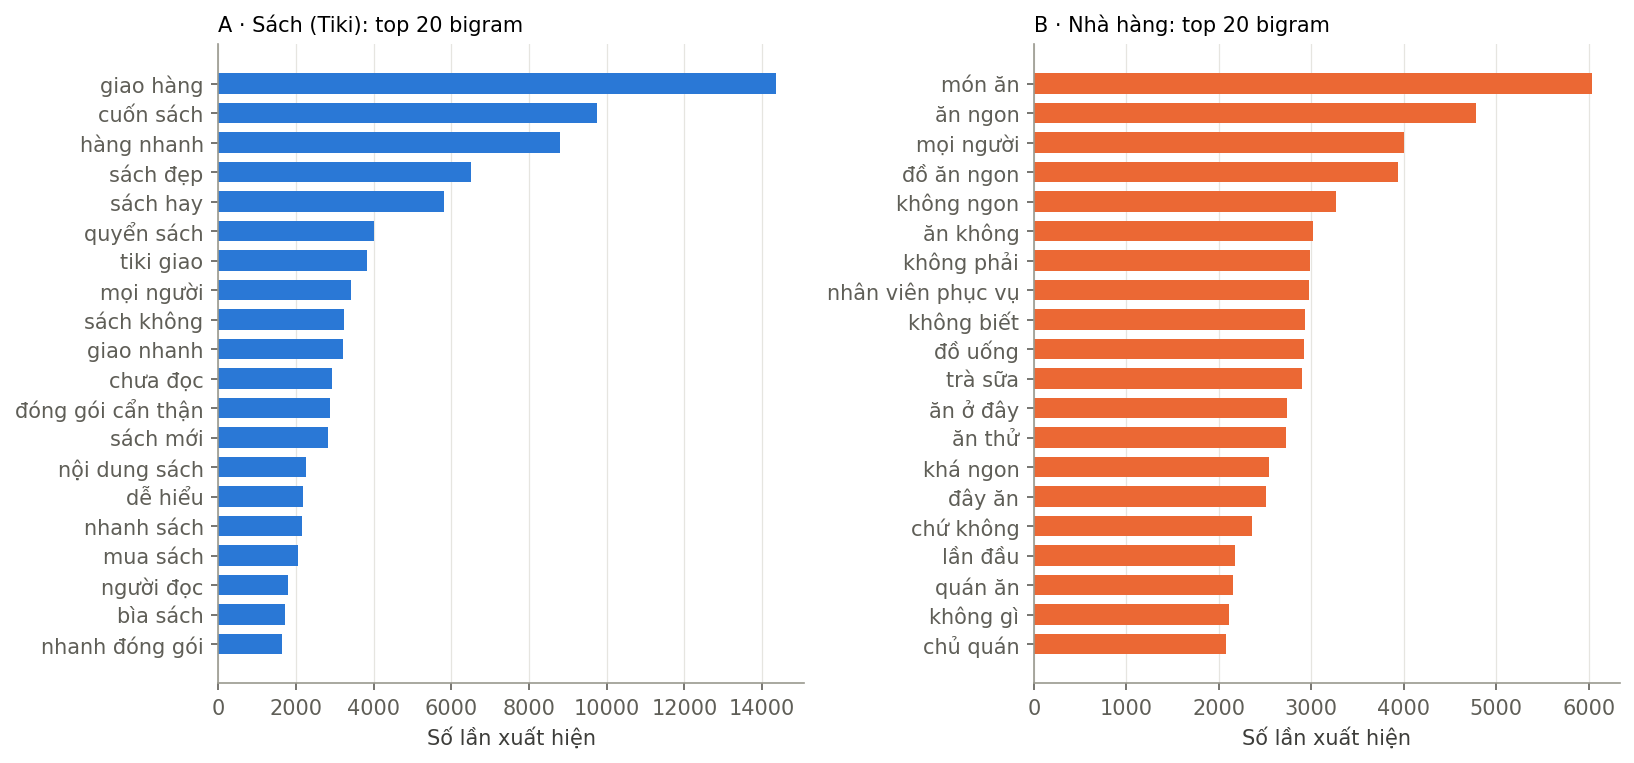 A · Sách (Tiki): top 20 bigram
giao hàng
cuốn sách
hàng nhanh
sách đẹp
sách hay
quyển sách
tiki giao
mọi người
sách không
giao nhanh
chưa đọc
đóng gói cẩn thận
sách mới
nội dung sách
dễ hiểu
nhanh sách
mua sách
người đọc
bìa sách
nhanh đóng gói
0 2000 4000 6000 8000 10000 12000 14000
Số lần xuất hiện
B · Nhà hàng: top 20 bigram
món ăn
ăn ngon
mọi người
đồ ăn ngon
không ngon
ăn không
không phải
nhân viên phục vụ
không biết
đồ uống
trà sữa
ăn ở đây
ăn thử
khá ngon
đây ăn
chứ không
lần đầu
quán ăn
không gì
chủ quán
0 1000 2000 3000 4000 5000 6000
Số lần xuất hiện